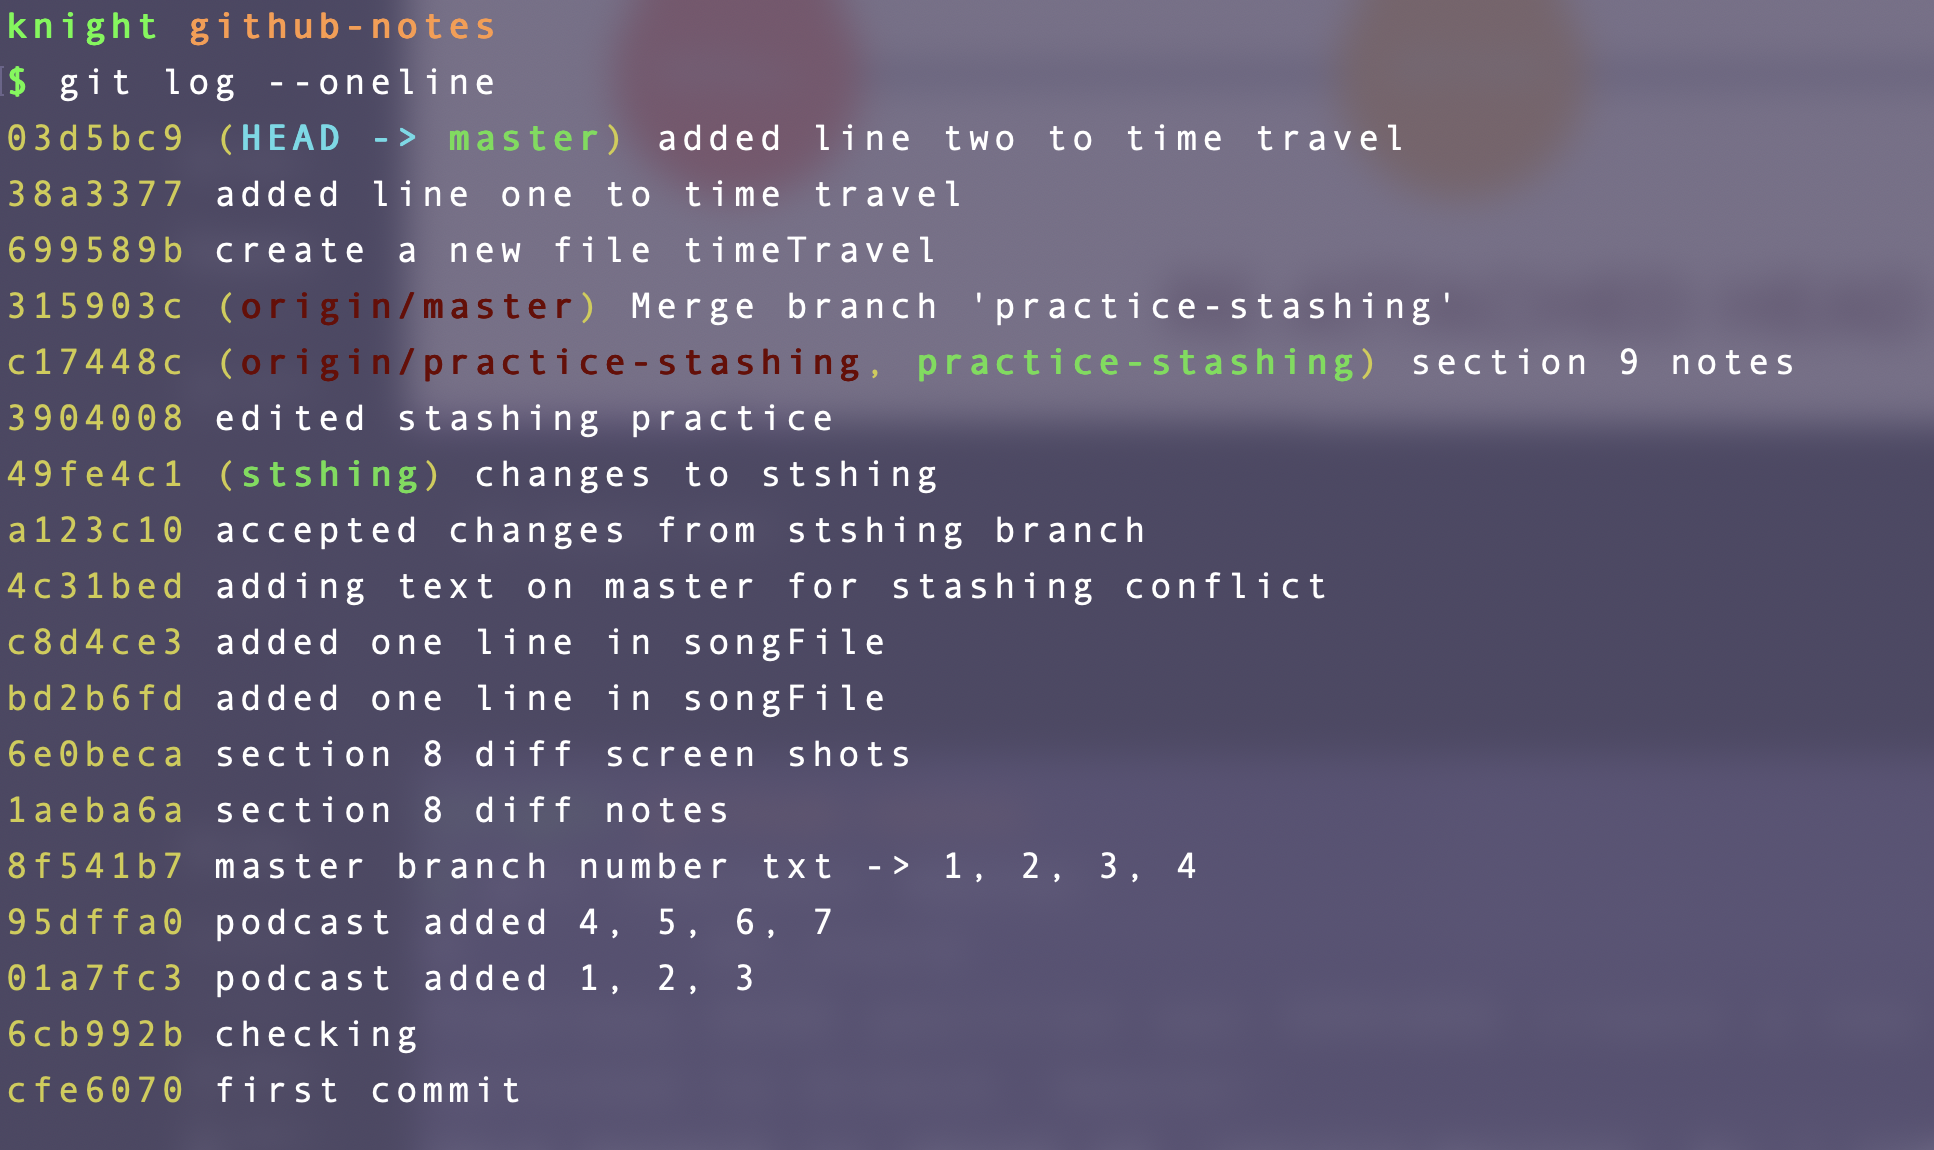 knight github-notes
$ git log --oneline
03d5bc9 (HEAD -> master) added line two to time travel
38a3377 added line one to time travel
699589b create a new file timeTravel
315903c (origin/master) Merge branch 'practice-stashing'
c17448c (origin/practice-stashing, practice-stashing) section 9 notes
3904008 edited stashing practice
49fe4c1 (stshing) changes to stshing
a123c10 accepted changes from stshing branch
4c31bed adding text on master for stashing conflict
c8d4ce3 added one line in songFile
bd2b6fd added one line in songFile
6e0beca section 8 diff screen shots
1aeba6a section 8 diff notes
8f541b7 master branch number txt -> 1, 2, 3, 4
95dffa0 podcast added 4, 5, 6, 7
01a7fc3 podcast added 1, 2, 3
6cb992b checking
cfe6070 first commit